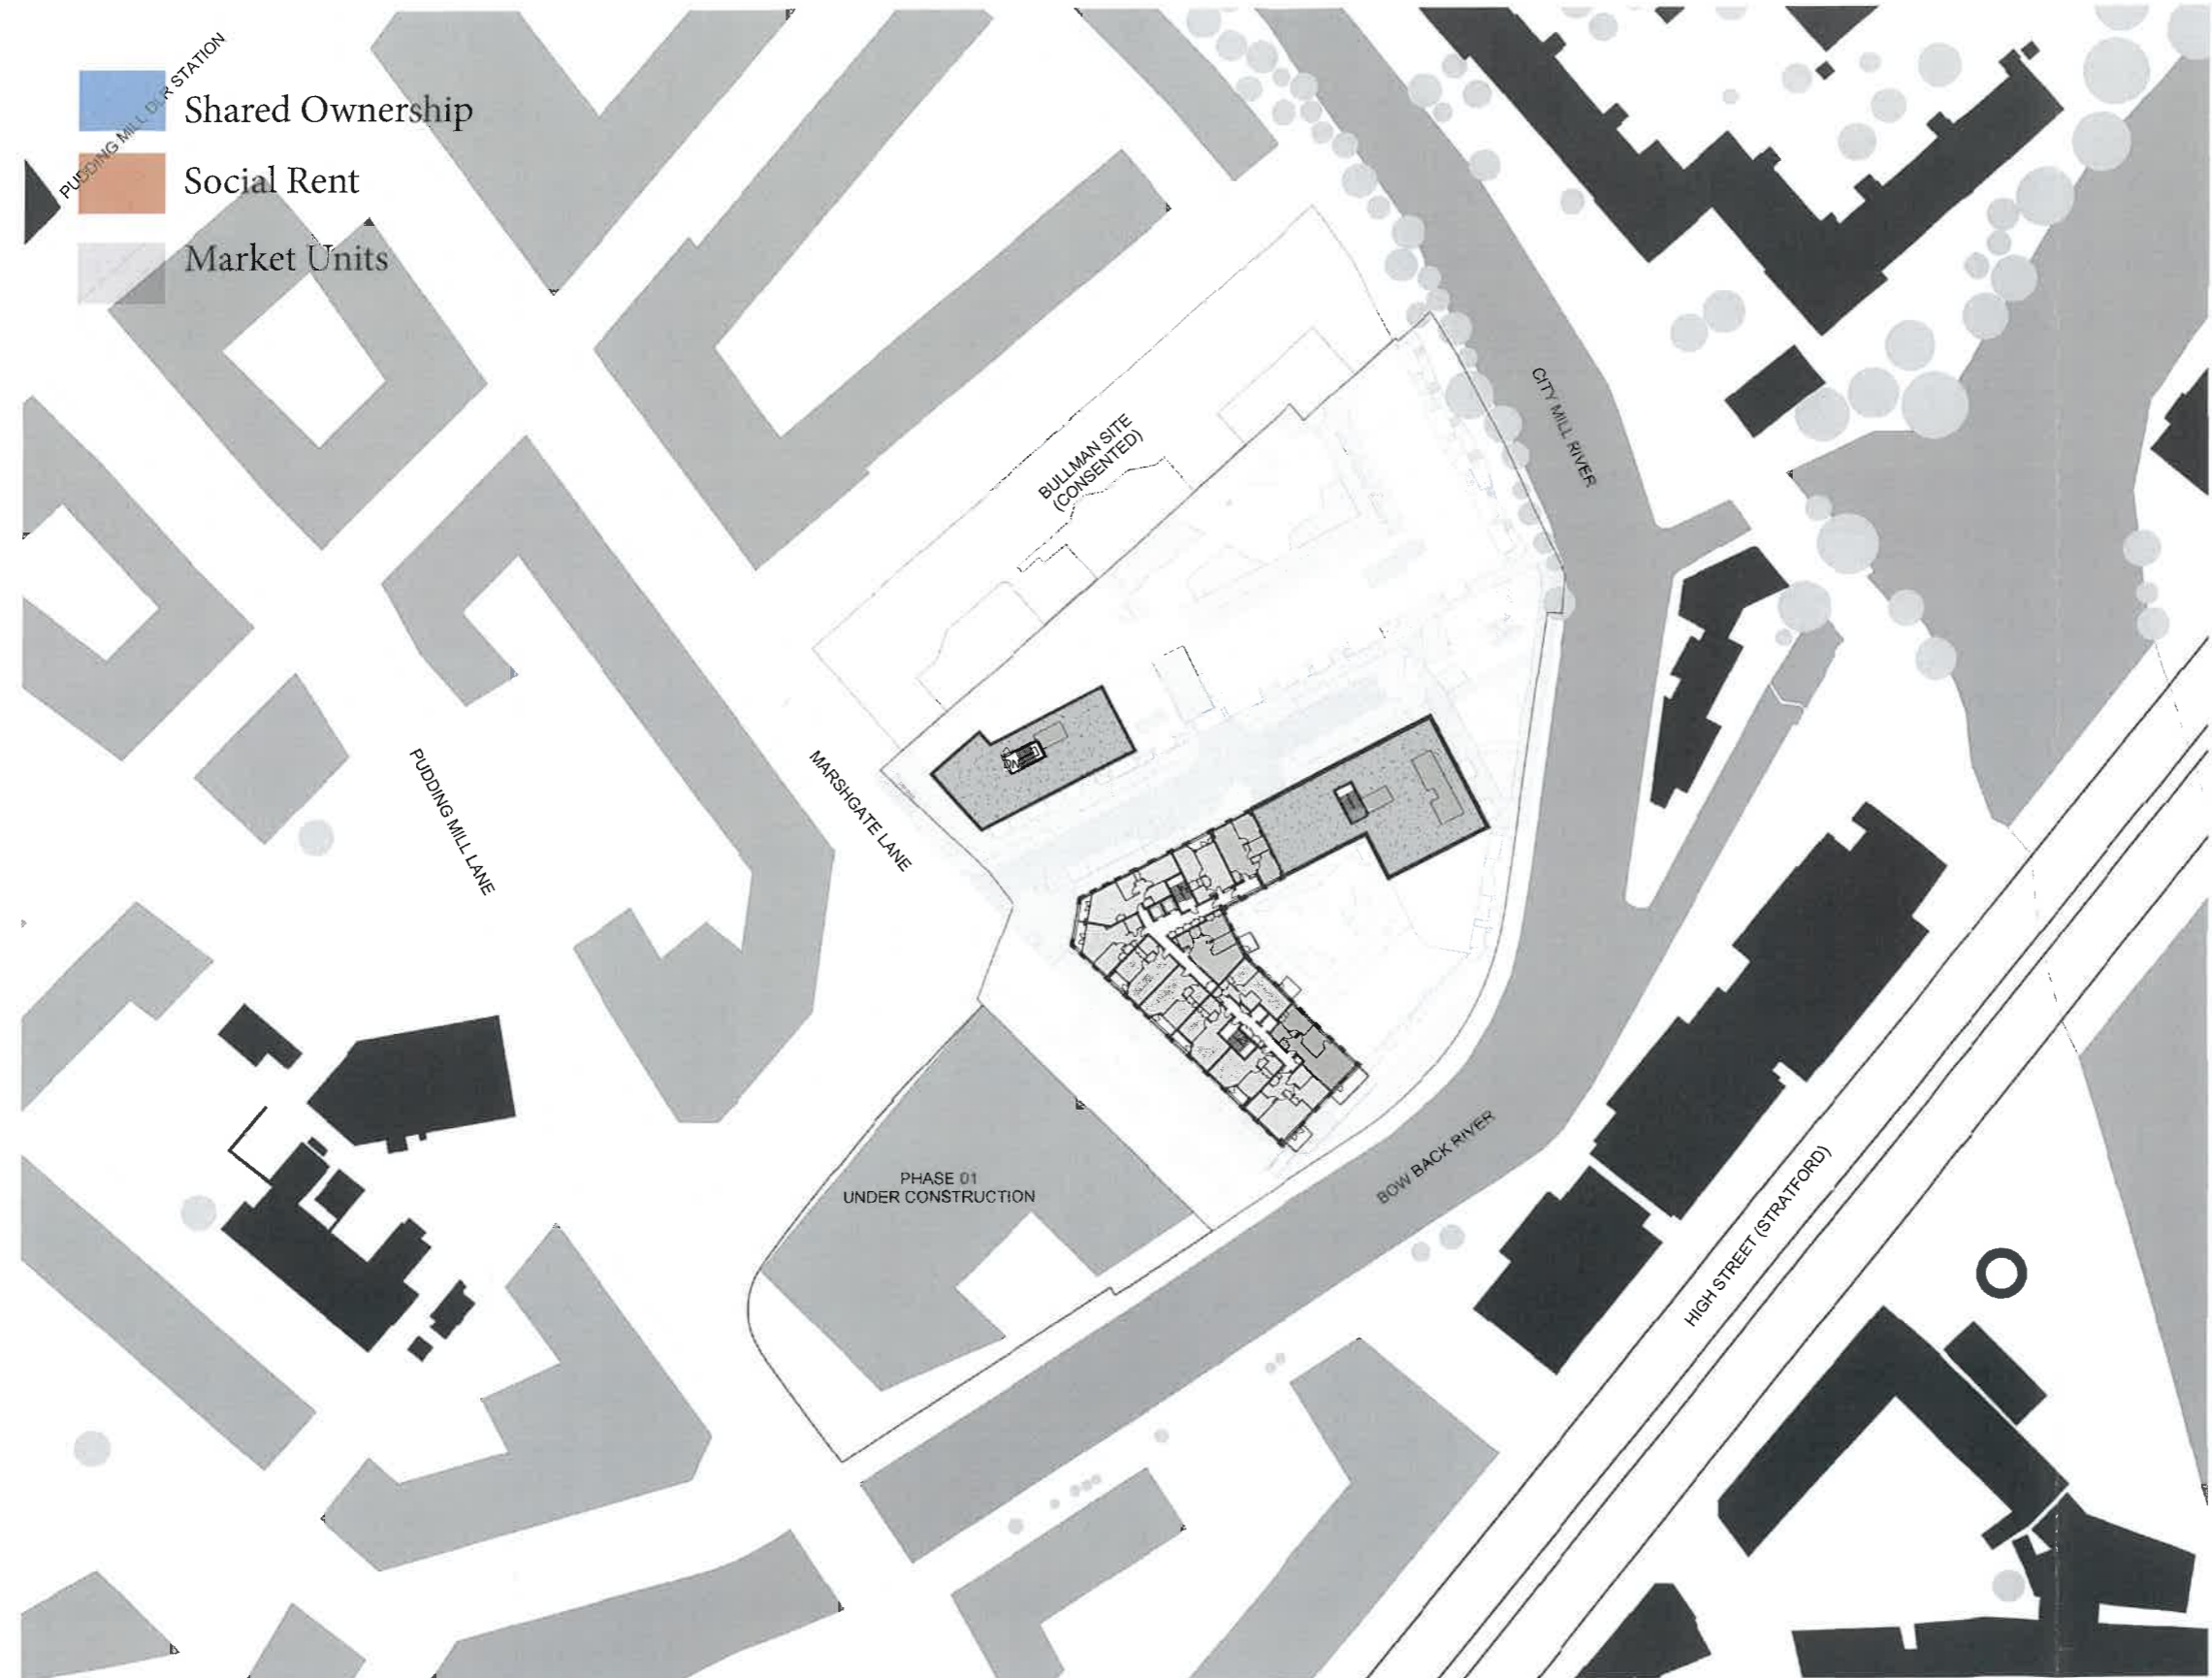 PUDDING MILL DLR STATION
Shared Ownership
Social Rent
Market Units
CITY MILL RIVER
BULLMAN SITE
(CONSENTED)
PUDDING MILL LANE
MARSHGATE LANE
PHASE 01
UNDER CONSTRUCTION
BOW BACK RIVER
HIGH STREET (STRATFORD)